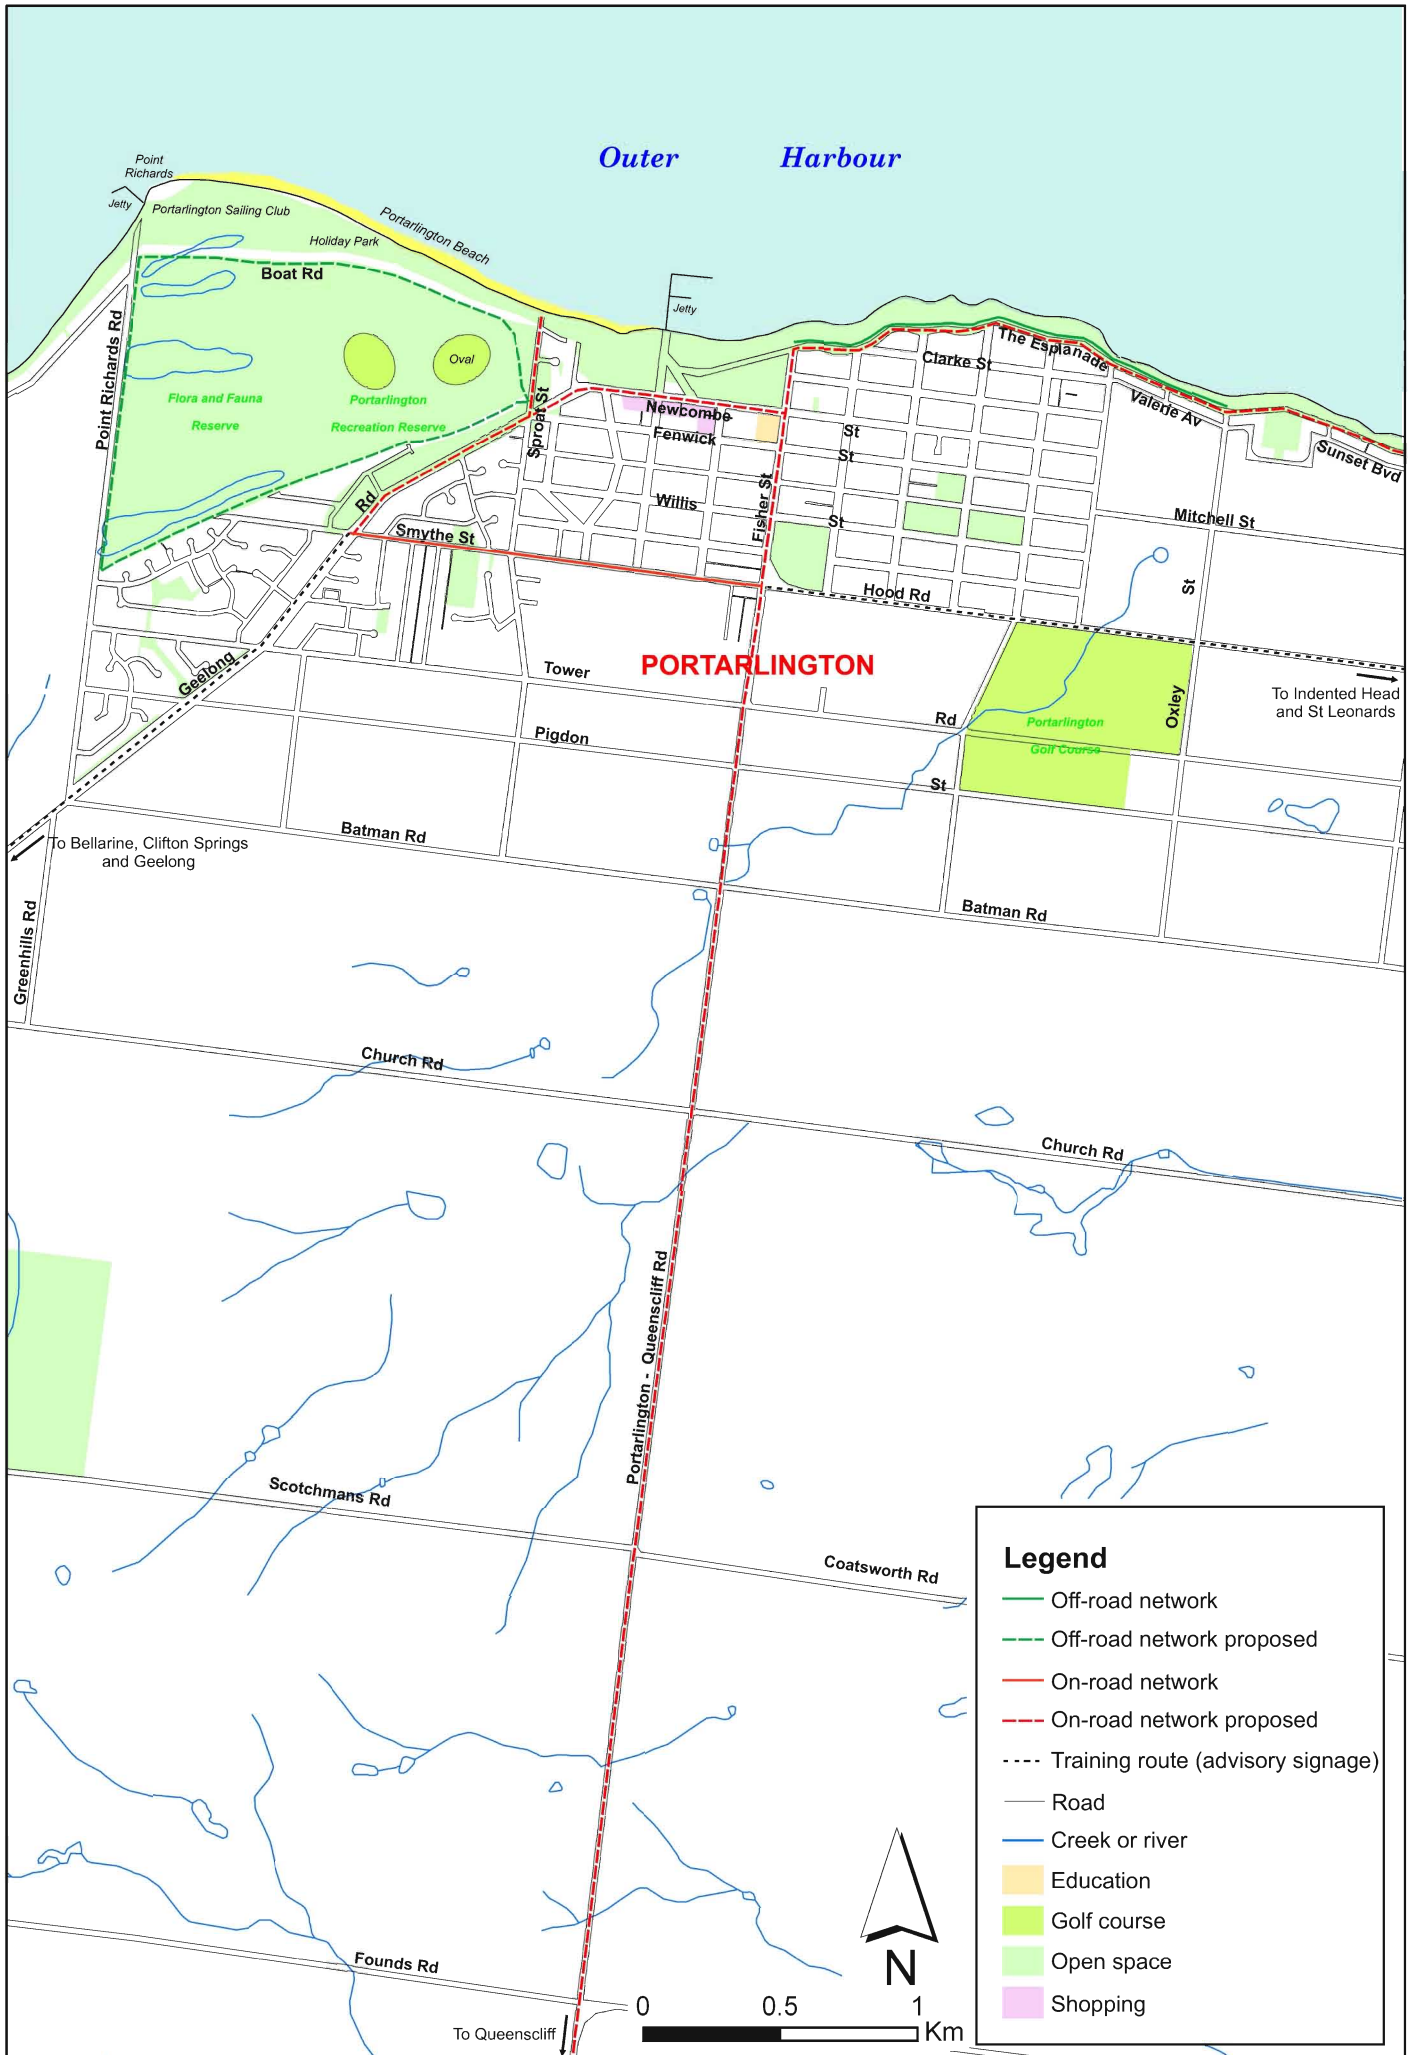 Outer Harbour
Point
Richards
Jetty
Portarlington Sailing Club
Portarlington Beach
Holiday Park
Boat Rd
Jetty
Point Richards Rd
Oval
The Esplanade
Clarke St
Flora and Fauna
Reserve
Portarlington
Recreation Reserve
Sproat St
Newcombe
St
Valerie Av
Fenwick
St
Sunset Bvd
Rd
Willis
St
Fisher St
Mitchell St
Smythe St
Hood Rd
St
Geelong
Tower
PORTARLINGTON
Rd
Oxley
To Indented Head
and St Leonards
Portarlington
Golf Course
Pigdon
St
Batman Rd
To Bellarine, Clifton Springs
and Geelong
Greenhills Rd
Batman Rd
Church Rd
Church Rd
Portarlington - Queenscliff Rd
Scotchmans Rd
Coatsworth Rd
Founds Rd
To Queenscliff
N
0 0.5 1
Km
Legend
Off-road network
Off-road network proposed
On-road network
On-road network proposed
Training route (advisory signage)
Road
Creek or river
Education
Golf course
Open space
Shopping